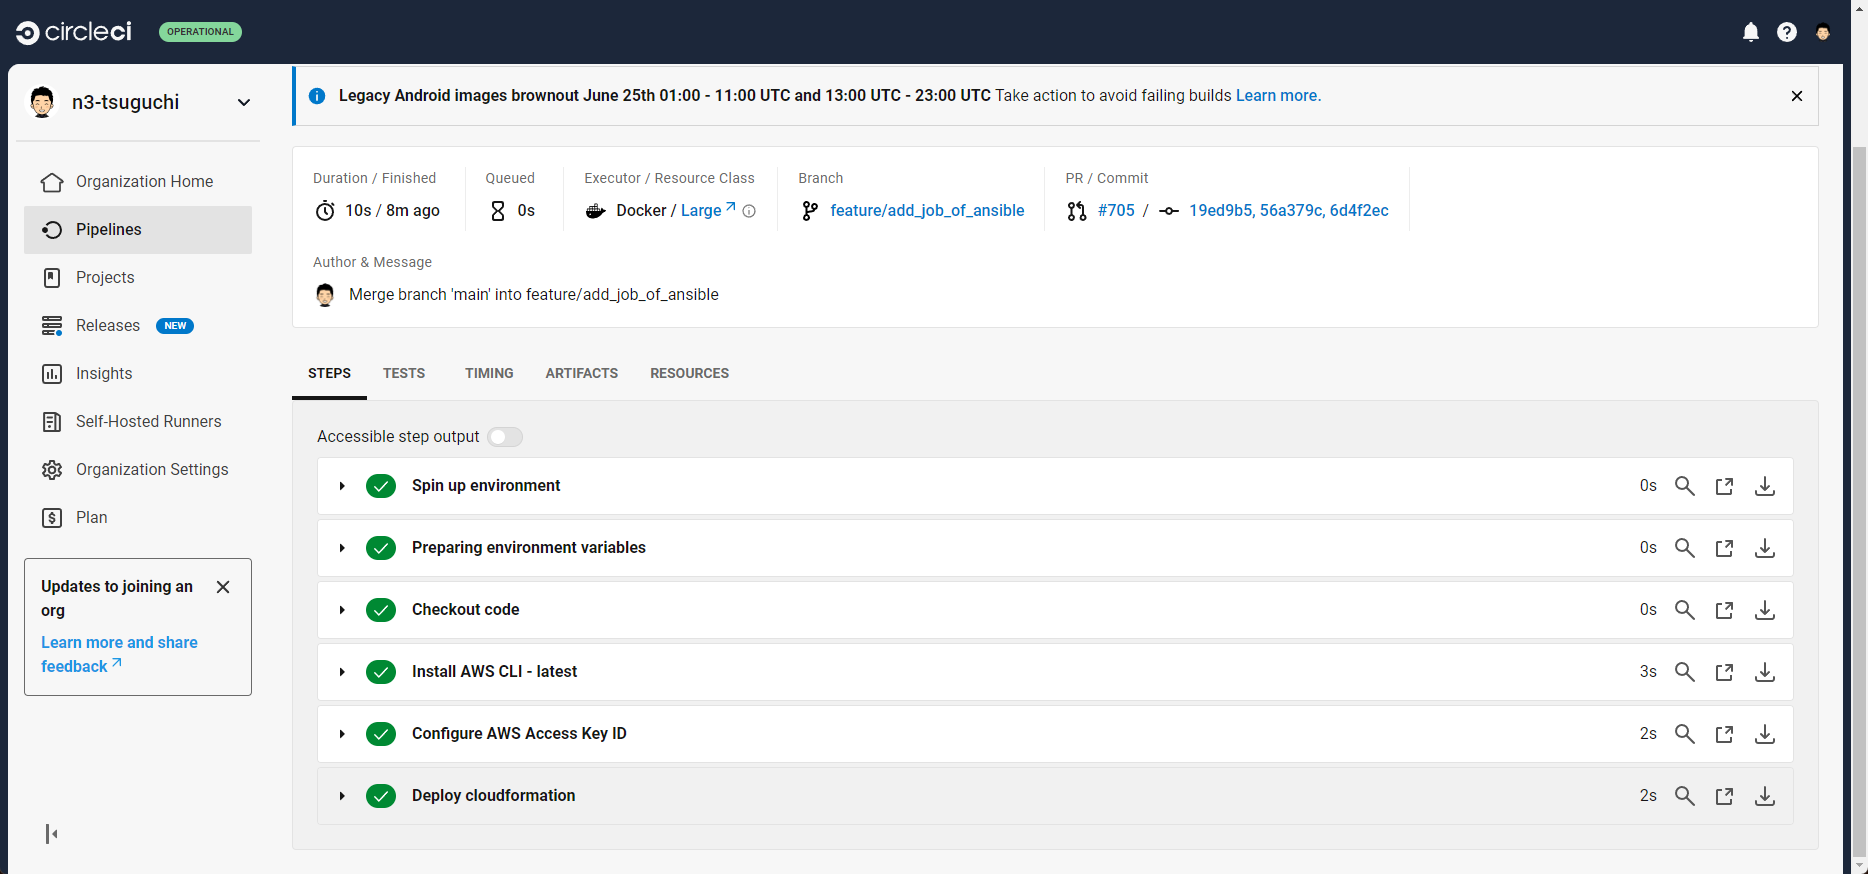 circleci
OPERATIONAL
n3-tsuguchi
Organization Home
Pipelines
Projects
Releases NEW
Insights
Self-Hosted Runners
Organization Settings
Plan
Updates to joining an
org
Learn more and share
feedback
Legacy Android images brownout June 25th 01:00 - 11:00 UTC and 13:00 UTC - 23:00 UTC Take action to avoid failing builds Learn more.
Duration / Finished
10s / 8m ago
Queued
0s
Executor / Resource Class
Docker / Large
Branch
feature/add_job_of_ansible
PR / Commit
#705 / 19ed9b5, 56a379c, 6d4f2ec
Author & Message
Merge branch 'main' into feature/add_job_of_ansible
STEPS TESTS TIMING ARTIFACTS RESOURCES
Accessible step output
Spin up environment 0s
Preparing environment variables 0s
Checkout code 0s
Install AWS CLI - latest 3s
Configure AWS Access Key ID 2s
Deploy cloudformation 2s